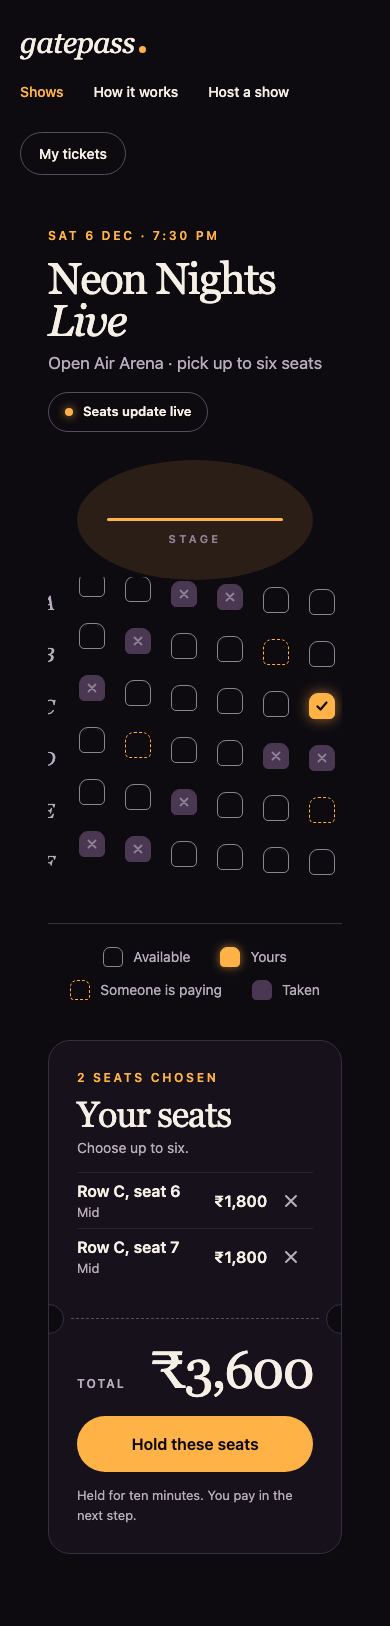 gatepass.
Shows How it works Host a show
My tickets
SAT 6 DEC · 7:30 PM
Neon Nights
Live
Open Air Arena · pick up to six seats
Seats update live
STAGE
A
B
C
D
E
F
Available Yours
Someone is paying Taken
2 SEATS CHOSEN
Your seats
Choose up to six.
Row C, seat 6 ₹1,800
Mid
Row C, seat 7 ₹1,800
Mid
TOTAL ₹3,600
Hold these seats
Held for ten minutes. You pay in the
next step.